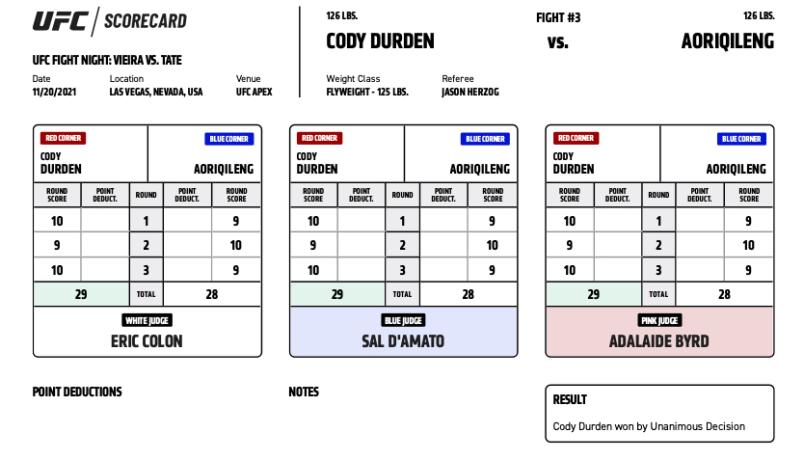 UFC / SCORECARD
UFC FIGHT NIGHT: VIEIRA VS. TATE
Date Location Venue
11/20/2021 LAS VEGAS, NEVADA, USA UFC APEX
126 LBS. FIGHT #3 126 LBS.
CODY DURDEN vs. AORIQILENG
Weight Class Referee
FLYWEIGHT - 125 LBS. JASON HERZOG
RED CORNER BLUE CORNER
CODY
DURDEN AORIQILENG
ROUND SCORE POINT DEDUCT. ROUND POINT DEDUCT. ROUND SCORE
10 1 9
9 2 10
10 3 9
29 TOTAL 28
WHITE JUDGE
ERIC COLON
RED CORNER BLUE CORNER
CODY
DURDEN AORIQILENG
ROUND SCORE POINT DEDUCT. ROUND POINT DEDUCT. ROUND SCORE
10 1 9
9 2 10
10 3 9
29 TOTAL 28
BLUE JUDGE
SAL D'AMATO
RED CORNER BLUE CORNER
CODY
DURDEN AORIQILENG
ROUND SCORE POINT DEDUCT. ROUND POINT DEDUCT. ROUND SCORE
10 1 9
9 2 10
10 3 9
29 TOTAL 28
PINK JUDGE
ADALAIDE BYRD
POINT DEDUCTIONS
NOTES
RESULT
Cody Durden won by Unanimous Decision